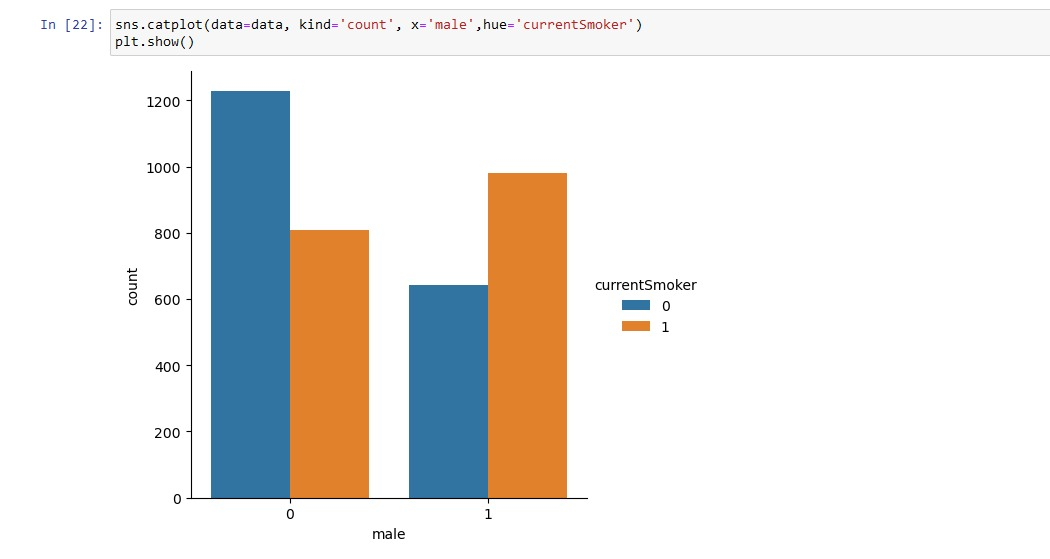 In [22]: sns.catplot(data=data, kind='count', x='male',hue='currentSmoker')
plt.show()
1200
1000
800
600
400
200
0
count
0 1
male
currentSmoker
0
1